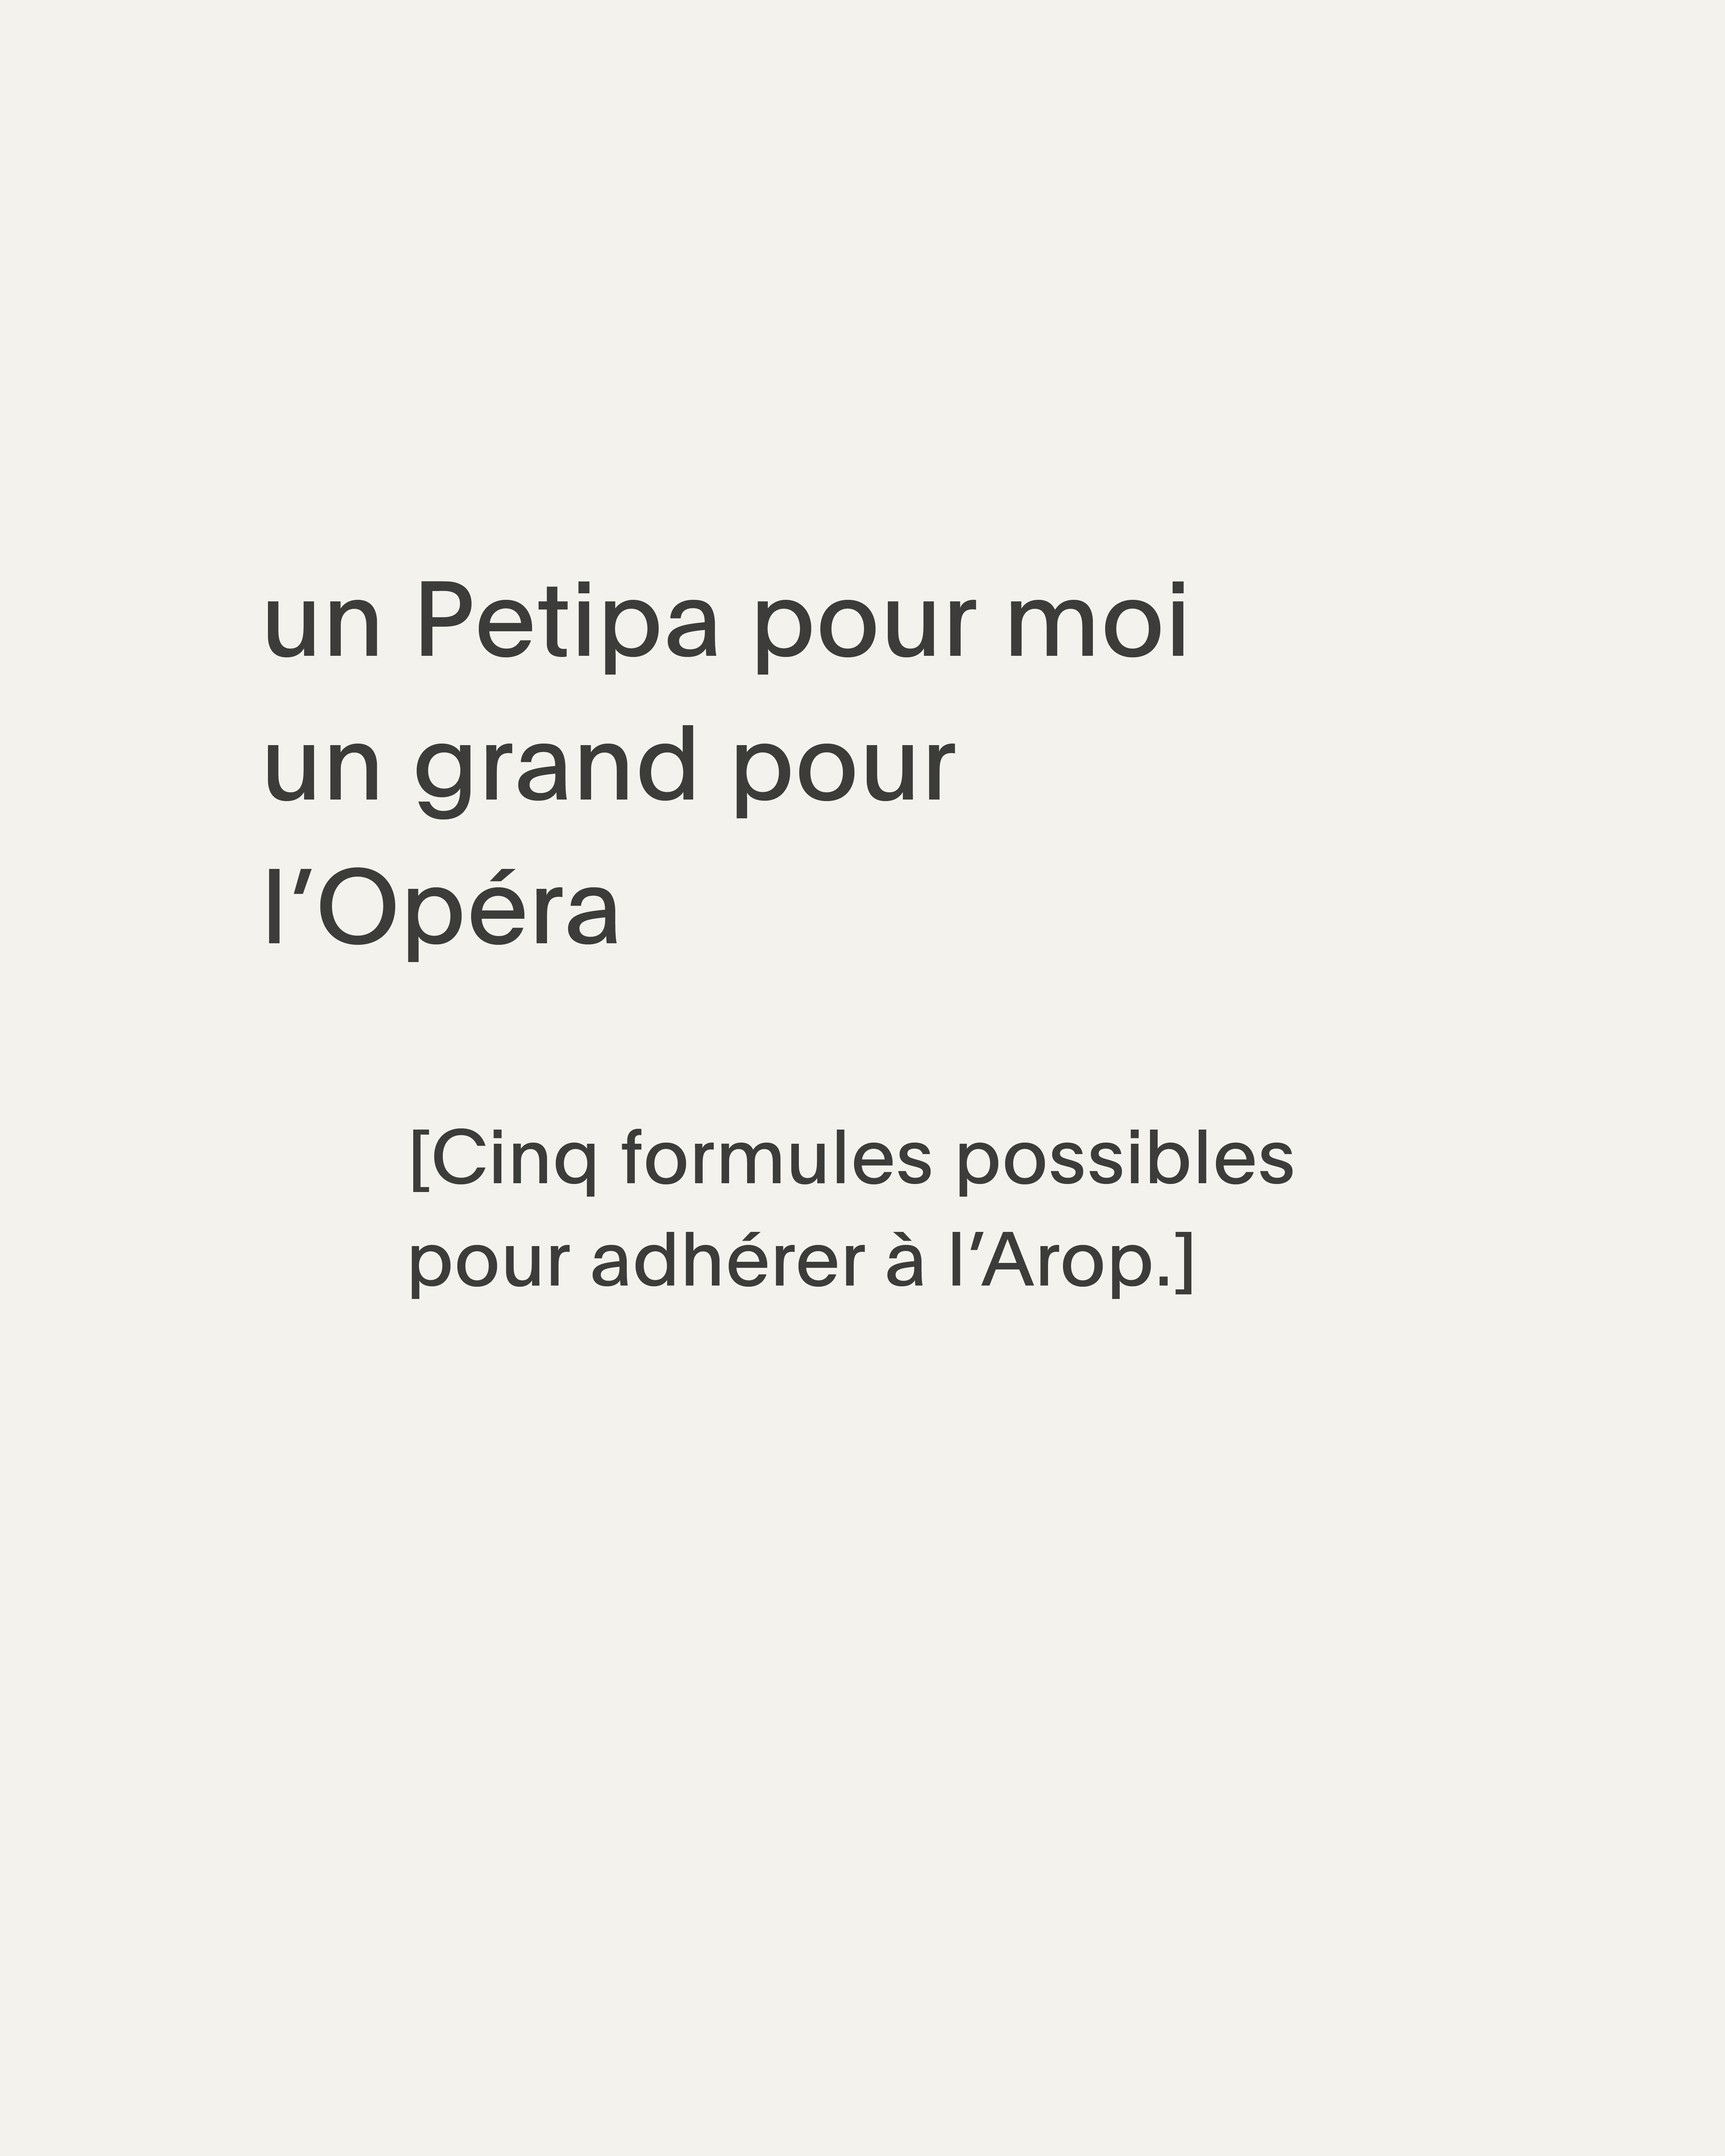 un Petipa pour moi
un grand pour
l’Opéra
[Cinq formules possibles
pour adhérer à l’Arop.]